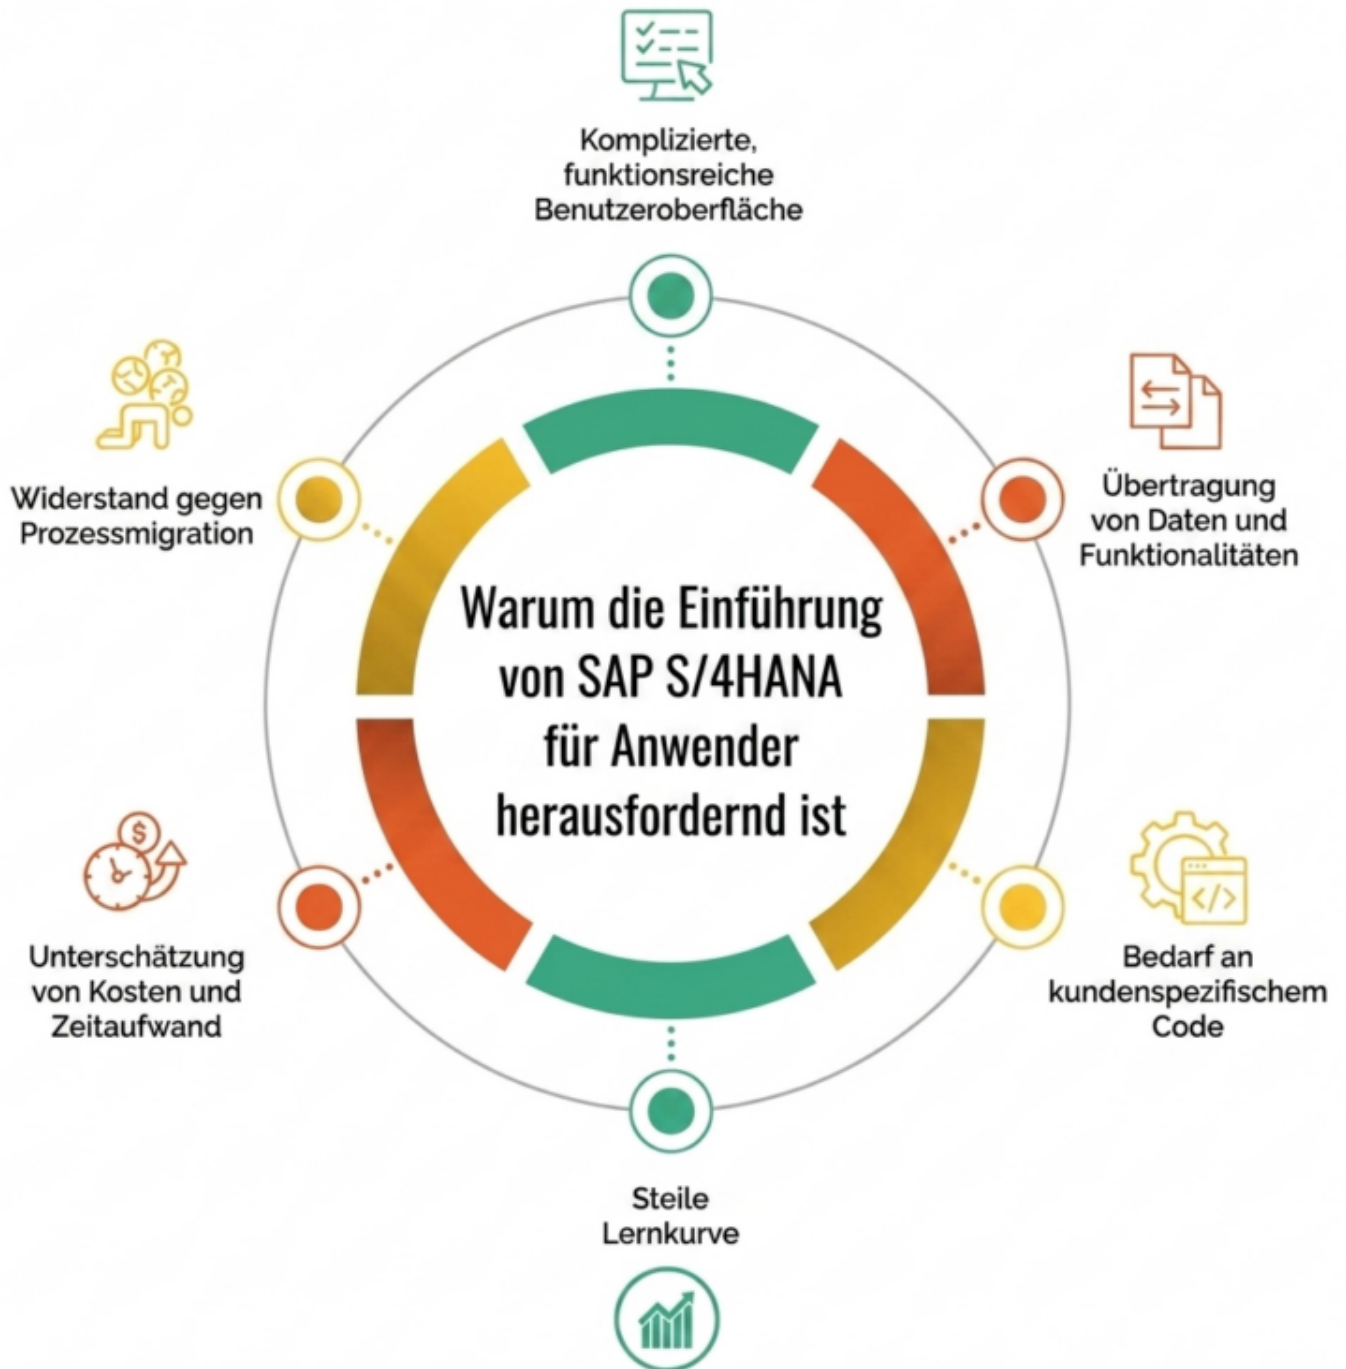 Komplizierte,
funktionsreiche
Benutzeroberfläche
Widerstand gegen
Prozessmigration
Übertragung
von Daten und
Funktionalitäten
Warum die Einführung
von SAP S/4HANA
für Anwender
herausfordernd ist
$
</>
Unterschätzung
von Kosten und
Zeitaufwand
Bedarf an
kundenspezifischem
Code
Steile
Lernkurve